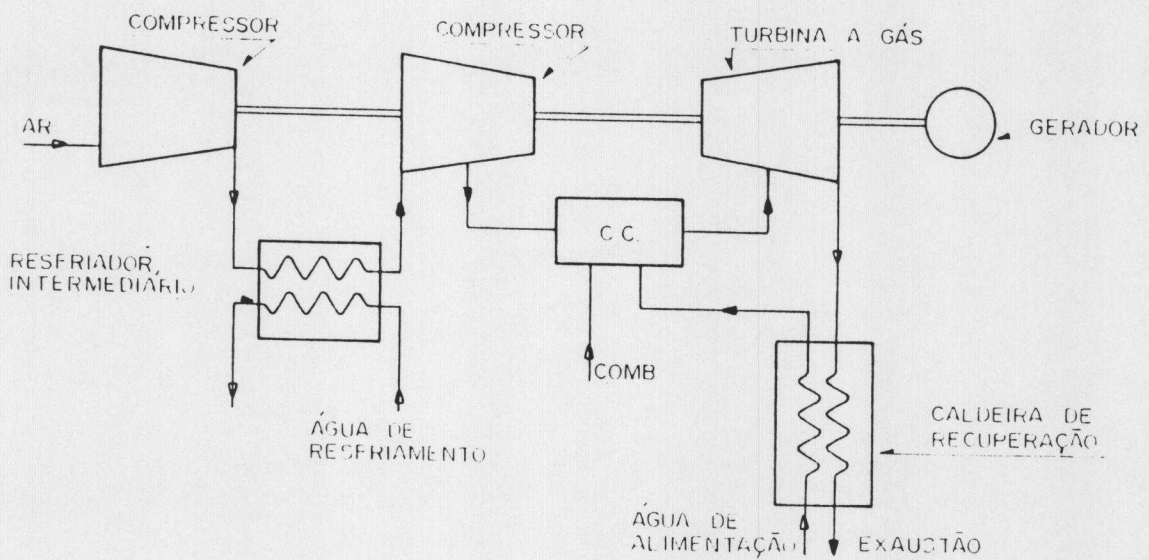 COMPRESSOR
COMPRESSOR
TURBINA A GÁS
AR
GERADOR
C.C.
RESFRIADOR
INTERMEDIÁRIO
COMB
ÁGUA DE
RESFRIAMENTO
CALDEIRA DE
RECUPERAÇÃO
ÁGUA DE
ALIMENTAÇÃO
EXAUSTÃO